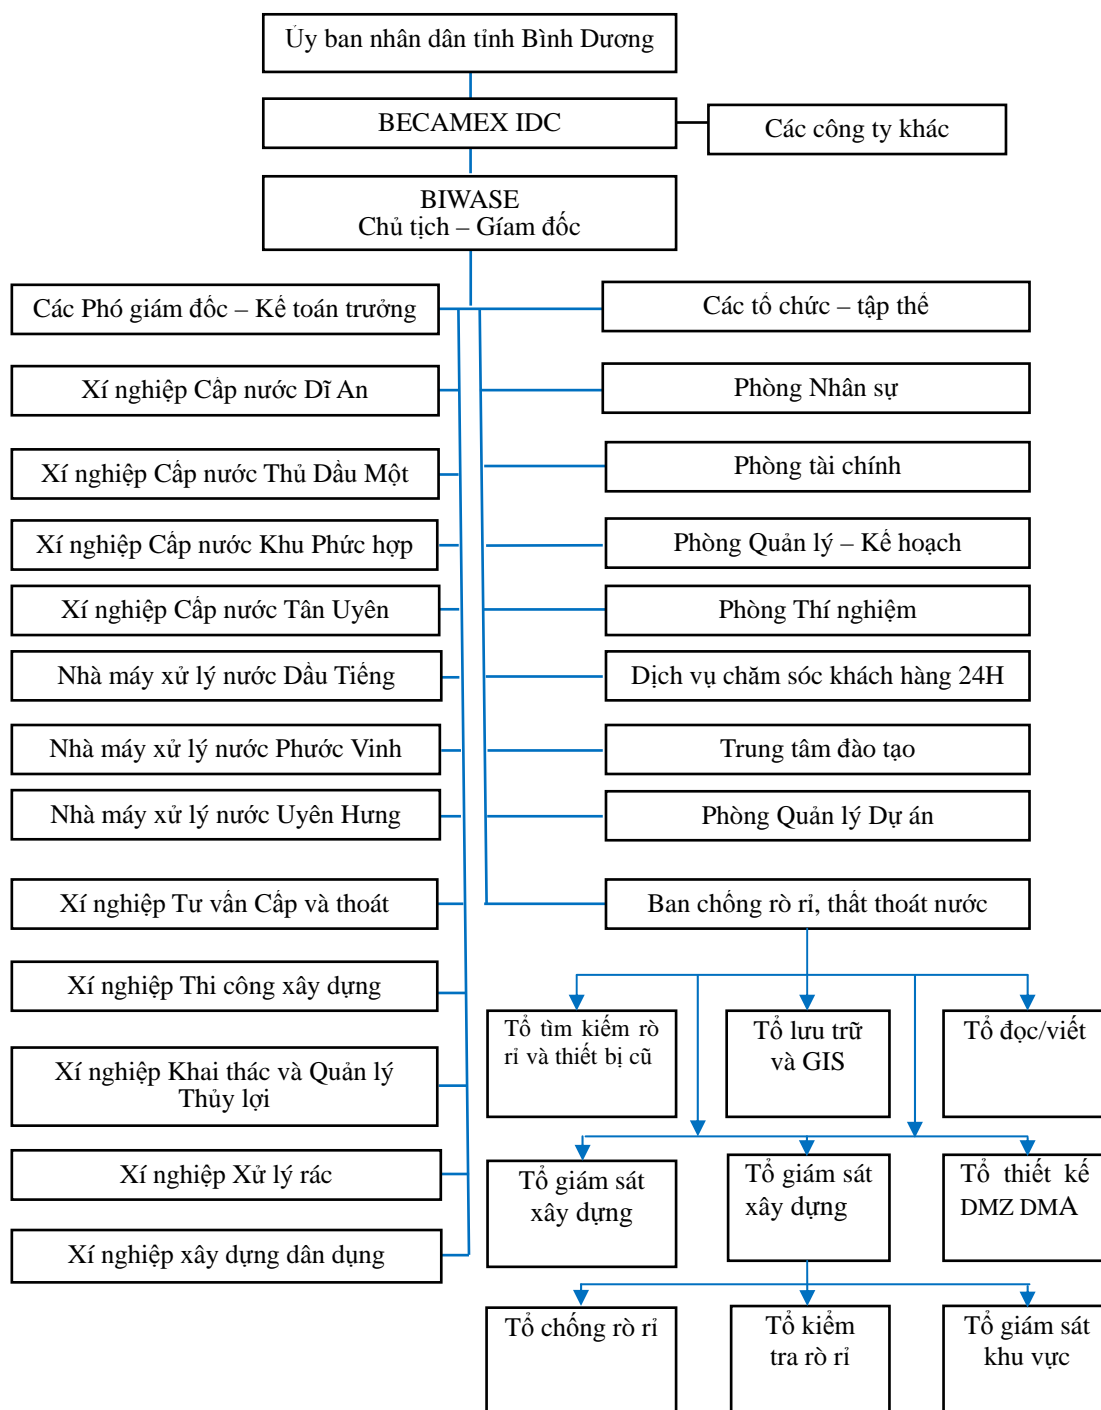 Ủy ban nhân dân tỉnh Bình Dương
BECAMEX IDC
Các công ty khác
BIWASE
Chủ tịch – Gíam đốc
Các Phó giám đốc – Kế toán trưởng
Các tổ chức – tập thể
Xí nghiệp Cấp nước Dĩ An
Phòng Nhân sự
Xí nghiệp Cấp nước Thủ Dầu Một
Phòng tài chính
Xí nghiệp Cấp nước Khu Phức hợp
Phòng Quản lý – Kế hoạch
Xí nghiệp Cấp nước Tân Uyên
Phòng Thí nghiệm
Nhà máy xử lý nước Dầu Tiếng
Dịch vụ chăm sóc khách hàng 24H
Nhà máy xử lý nước Phước Vinh
Trung tâm đào tạo
Nhà máy xử lý nước Uyên Hưng
Phòng Quản lý Dự án
Xí nghiệp Tư vấn Cấp và thoát
Ban chống rò rỉ, thất thoát nước
Xí nghiệp Thi công xây dựng
Xí nghiệp Khai thác và Quản lý
Thủy lợi
Xí nghiệp Xử lý rác
Xí nghiệp xây dựng dân dụng
Tổ tìm kiếm rò
rỉ và thiết bị cũ
Tổ lưu trữ
và GIS
Tổ đọc/viết
Tổ giám sát
xây dựng
Tổ giám sát
xây dựng
Tổ thiết kế
DMZ DMA
Tổ chống rò rỉ
Tổ kiểm
tra rò rỉ
Tổ giám sát
khu vực